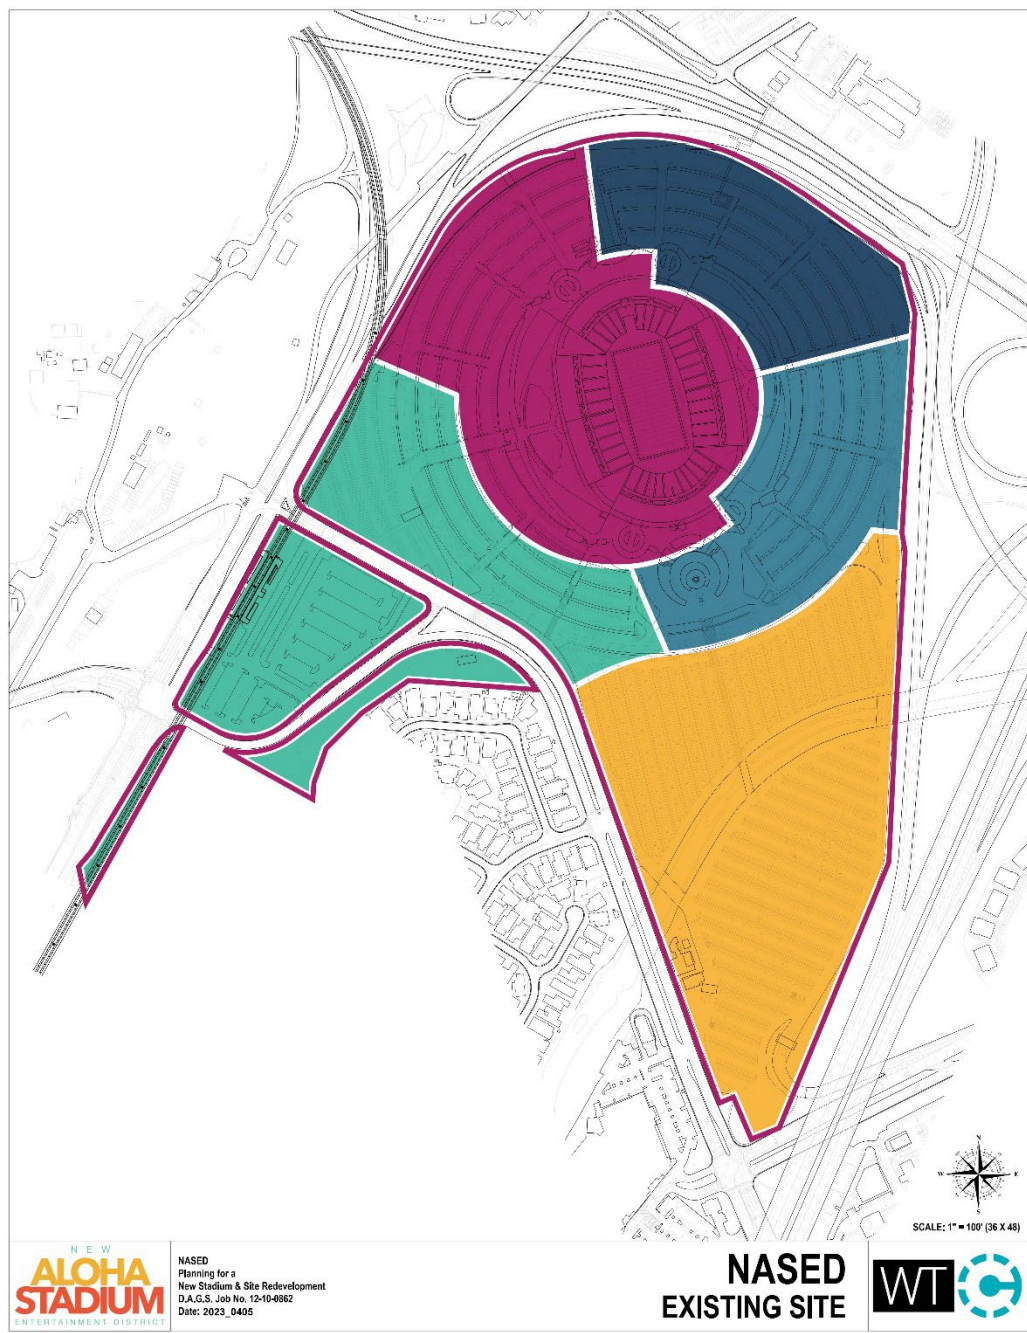 N
W
E
S
SCALE: 1" = 100' (36 X 48)
NEW
ALOHA
STADIUM
ENTERTAINMENT DISTRICT
NASED
Planning for a
New Stadium & Site Redevelopment
D.A.G.S. Job No. 12-10-0862
Date: 2023_0405
NASED
EXISTING SITE
WT
C